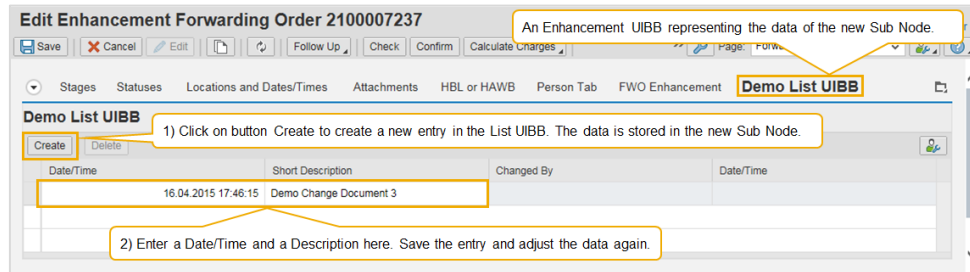 Edit Enhancement Forwarding Order 2100007237
An Enhancement UIBB representing the data of the new Sub Node.
Save Cancel Edit Follow Up Check Confirm Calculate Charges Page:
Stages Statuses Locations and Dates/Times Attachments HBL or HAWB Person Tab FWO Enhancement Demo List UIBB
Demo List UIBB
1) Click on button Create to create a new entry in the List UIBB. The data is stored in the new Sub Node.
Create Delete
Date/Time Short Description Changed By Date/Time
16.04.2015 17:46:15 Demo Change Document 3
2) Enter a Date/Time and a Description here. Save the entry and adjust the data again.